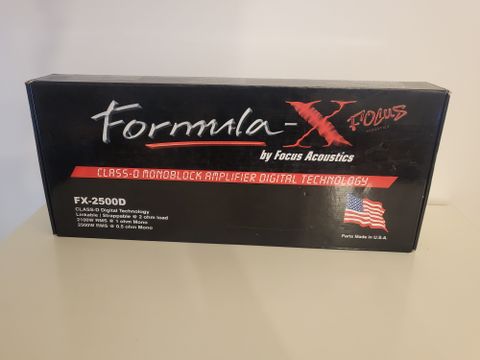 Formula-X
FOCUS
ACOUSTICS
by Focus Acoustics
CLASS-D MONOBLOCK AMPLIFIER DIGITAL TECHNOLOGY
FX-2500D
CLASS-D Digital Technology
Linkable / Strappable @ 2 ohm load
2100W RMS @ 1 ohm Mono
2500W RMS @ 0.5 ohm Mono
Parts Made in U.S.A